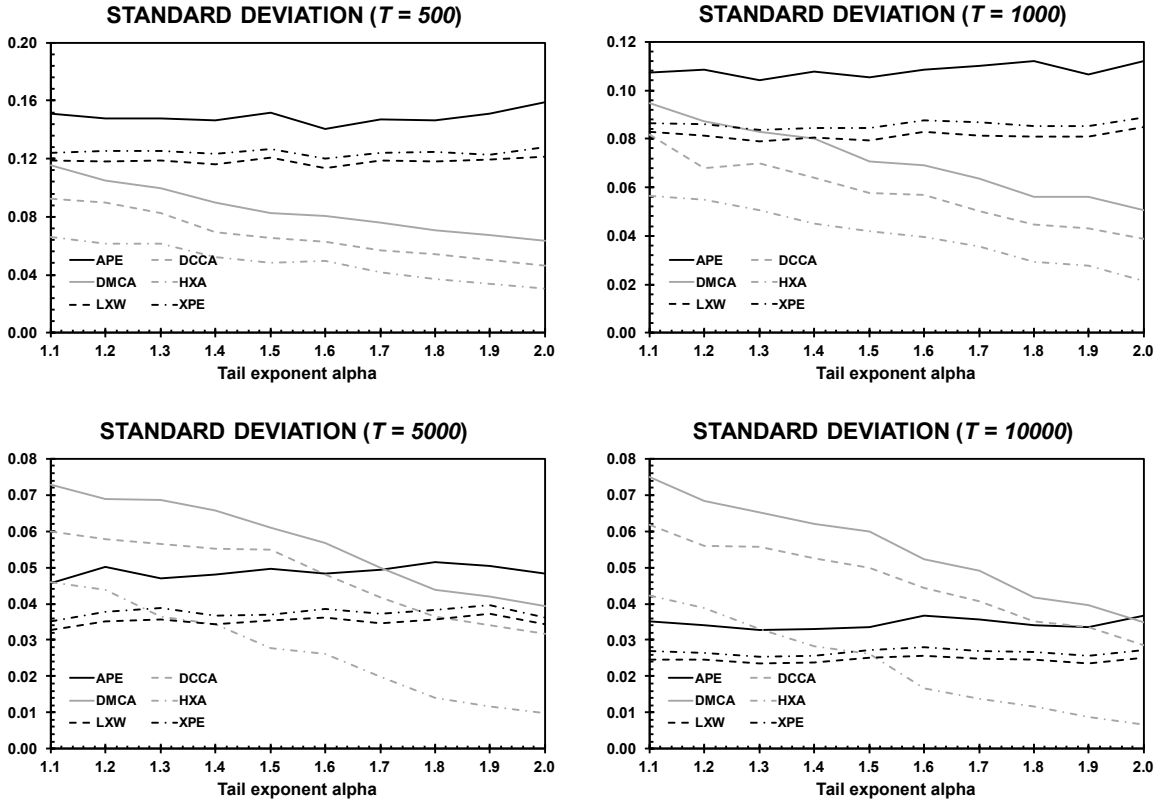 STANDARD DEVIATION (T = 500)
0.20
0.16
0.12
0.08
0.04
0.00
APE
DCCA
DMCA
HXA
LXW
XPE
1.1 1.2 1.3 1.4 1.5 1.6 1.7 1.8 1.9 2.0
Tail exponent alpha
STANDARD DEVIATION (T = 1000)
0.12
0.10
0.08
0.06
0.04
0.02
0.00
APE
DCCA
DMCA
HXA
LXW
XPE
1.1 1.2 1.3 1.4 1.5 1.6 1.7 1.8 1.9 2.0
Tail exponent alpha
STANDARD DEVIATION (T = 5000)
0.08
0.07
0.06
0.05
0.04
0.03
0.02
0.01
0.00
APE
DCCA
DMCA
HXA
LXW
XPE
1.1 1.2 1.3 1.4 1.5 1.6 1.7 1.8 1.9 2.0
Tail exponent alpha
STANDARD DEVIATION (T = 10000)
0.08
0.07
0.06
0.05
0.04
0.03
0.02
0.01
0.00
APE
DCCA
DMCA
HXA
LXW
XPE
1.1 1.2 1.3 1.4 1.5 1.6 1.7 1.8 1.9 2.0
Tail exponent alpha